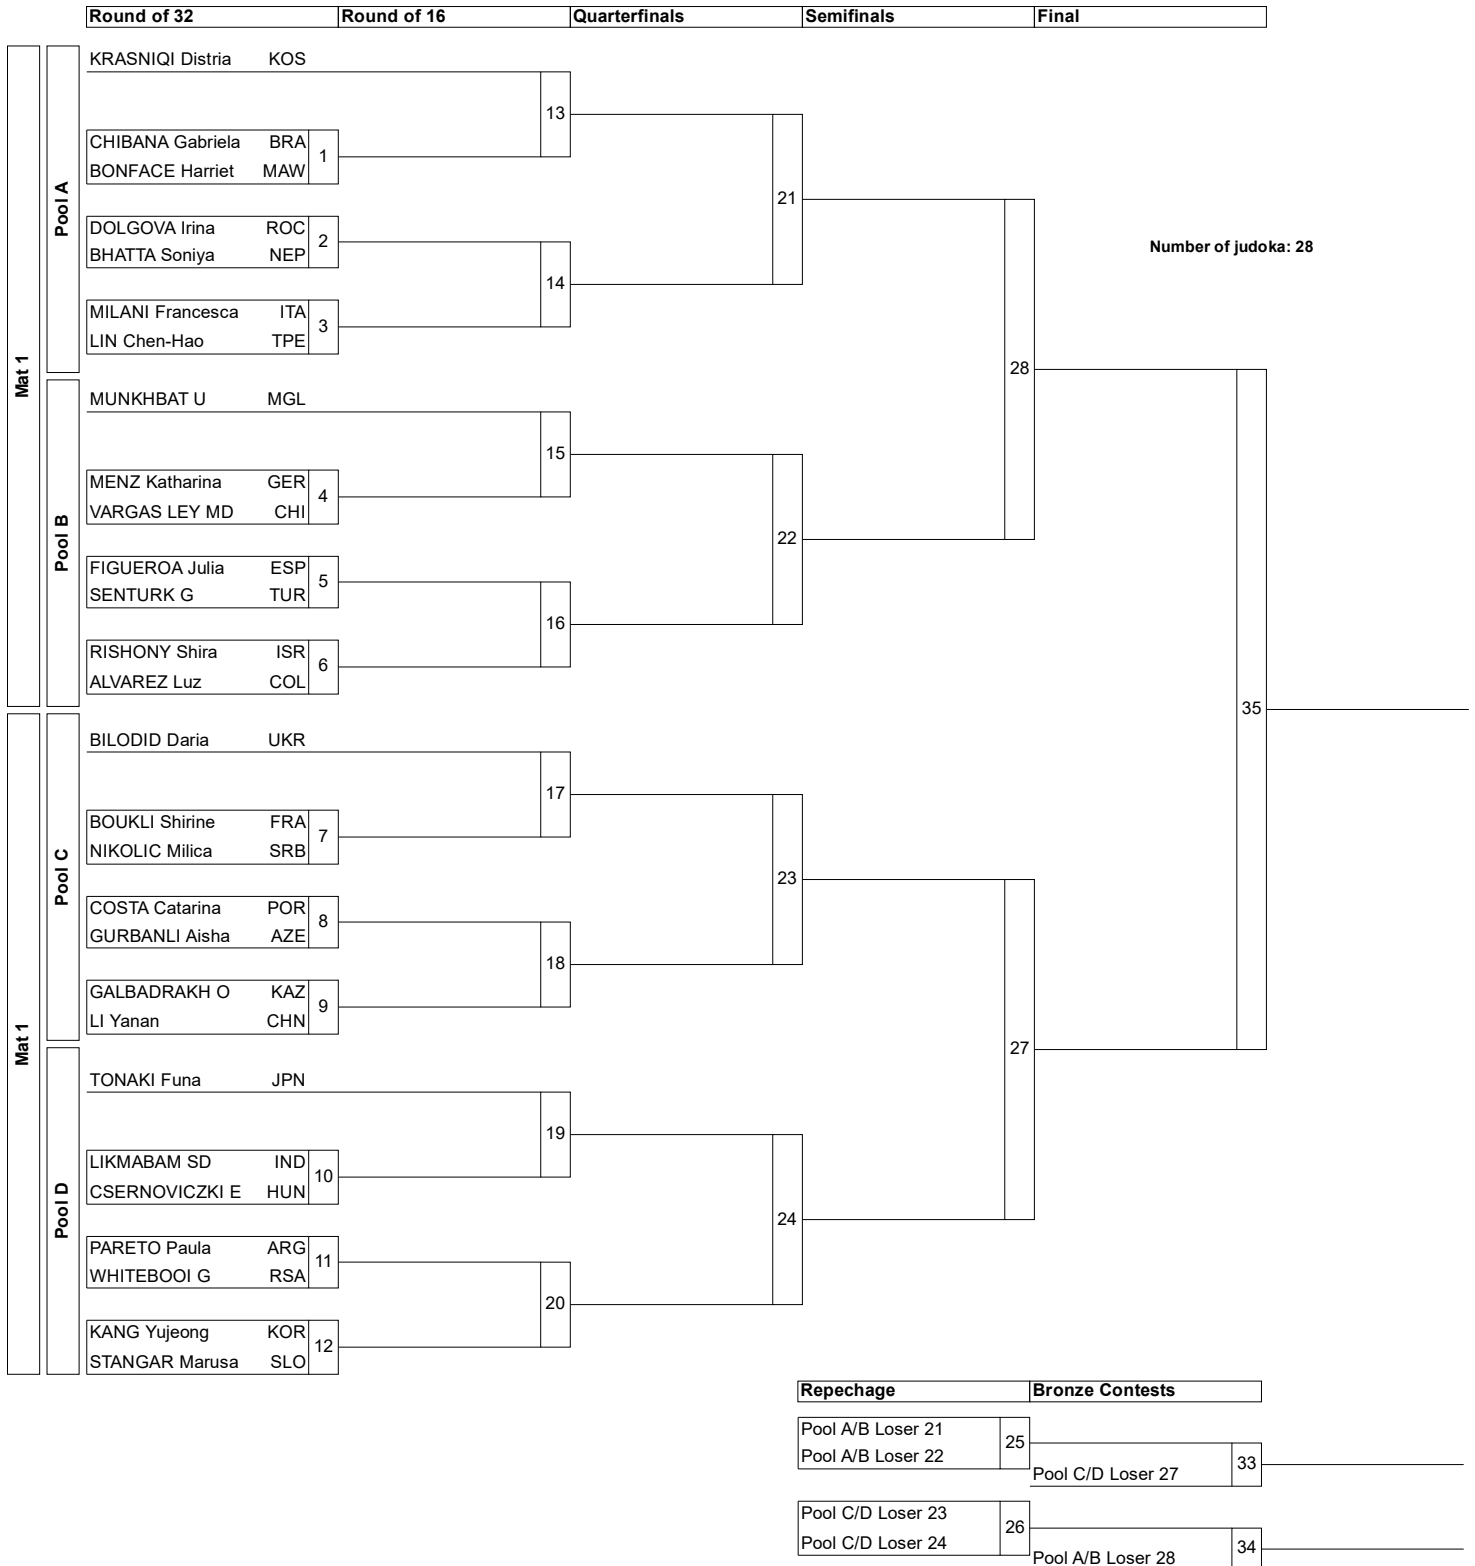 Round of 32 Round of 16 Quarterfinals Semifinals Final
Mat 1
Pool A
KRASNIQI Distria KOS
13
CHIBANA Gabriela BRA
1
BONFACE Harriet MAW
21
DOLGOVA Irina ROC
2
BHATTA Soniya NEP
Number of judoka: 28
14
MILANI Francesca ITA
3
LIN Chen-Hao TPE
28
Pool B
MUNKHBAT U MGL
15
MENZ Katharina GER
4
VARGAS LEY MD CHI
22
FIGUEROA Julia ESP
5
SENTURK G TUR
16
RISHONY Shira ISR
6
ALVAREZ Luz COL
35
Mat 1
Pool C
BILODID Daria UKR
17
BOUKLI Shirine FRA
7
NIKOLIC Milica SRB
23
COSTA Catarina POR
8
GURBANLI Aisha AZE
18
GALBADRAKH O KAZ
9
LI Yanan CHN
27
Pool D
TONAKI Funa JPN
19
LIKMABAM SD IND
10
CSERNOVICZKI E HUN
24
PARETO Paula ARG
11
WHITEBOOI G RSA
20
KANG Yujeong KOR
12
STANGAR Marusa SLO
Repechage Bronze Contests
Pool A/B Loser 21
25
Pool A/B Loser 22
Pool C/D Loser 27 33
Pool C/D Loser 23
26
Pool C/D Loser 24
Pool A/B Loser 28 34